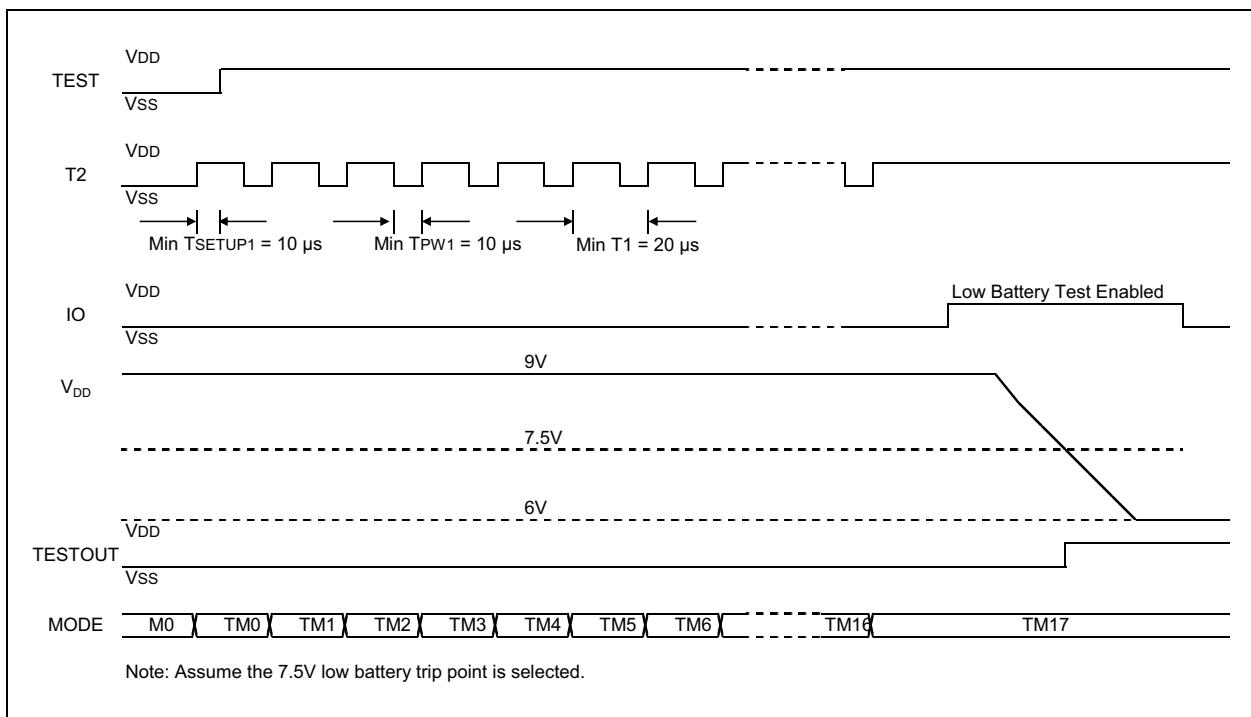 VDD
TEST
VSS
VDD
T2
VSS
Min TSETUP1 = 10 µs
Min TPW1 = 10 µs
Min T1 = 20 µs
VDD
Low Battery Test Enabled
IO
VSS
9V
VDD
7.5V
6V
VDD
TESTOUT
VSS
MODE M0 TM0 TM1 TM2 TM3 TM4 TM5 TM6 TM16 TM17
Note: Assume the 7.5V low battery trip point is selected.